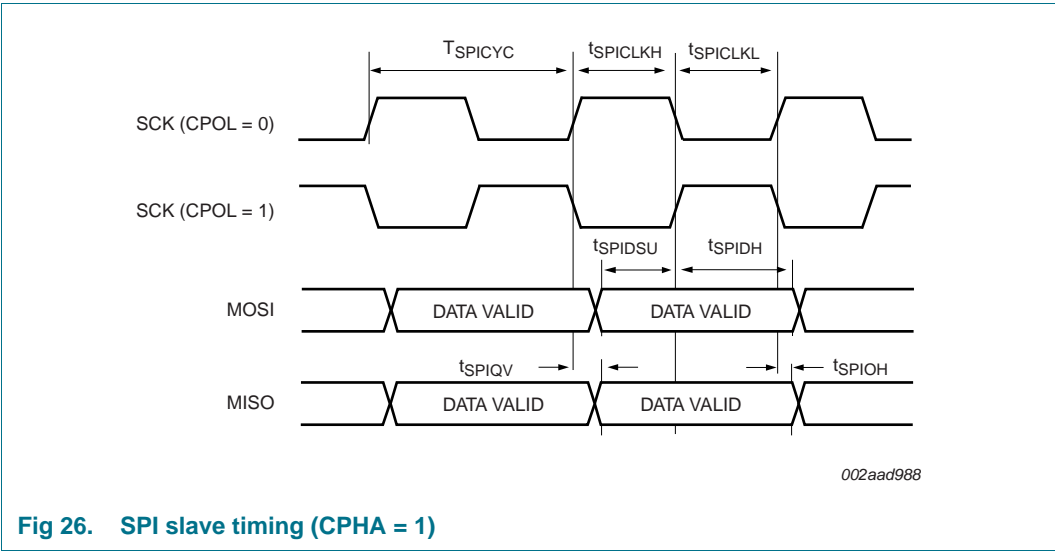 TSPICYC tSPICLKH tSPICLKL
SCK (CPOL = 0)
SCK (CPOL = 1)
tSPIDSU tSPIDH
MOSI DATA VALID DATA VALID
tSPIQV tSPIOH
MISO DATA VALID DATA VALID
002aad988
Fig 26. SPI slave timing (CPHA = 1)